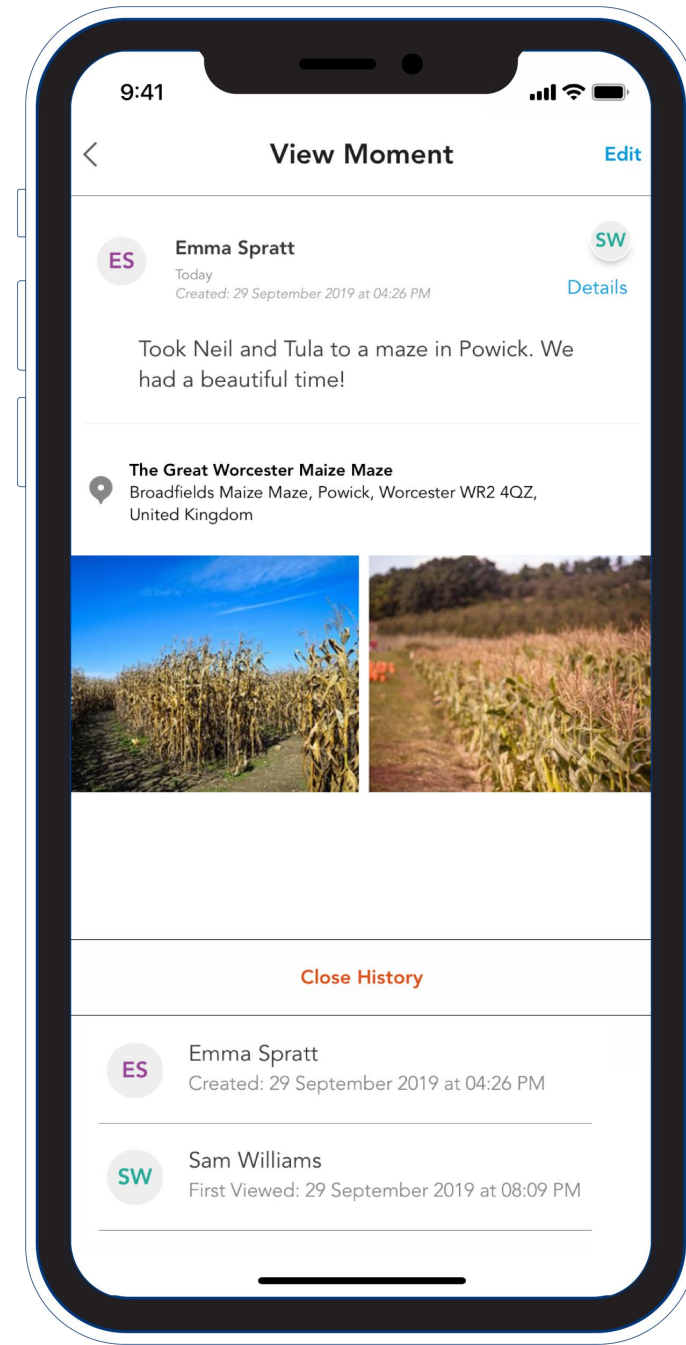 9:41
View Moment
Edit
ES
Emma Spratt
SW
Today
Created: 29 September 2019 at 04:26 PM
Details
Took Neil and Tula to a maze in Powick. We
had a beautiful time!
The Great Worcester Maize Maze
Broadfields Maize Maze, Powick, Worcester WR2 4QZ,
United Kingdom
Close History
ES
Emma Spratt
Created: 29 September 2019 at 04:26 PM
SW
Sam Williams
First Viewed: 29 September 2019 at 08:09 PM